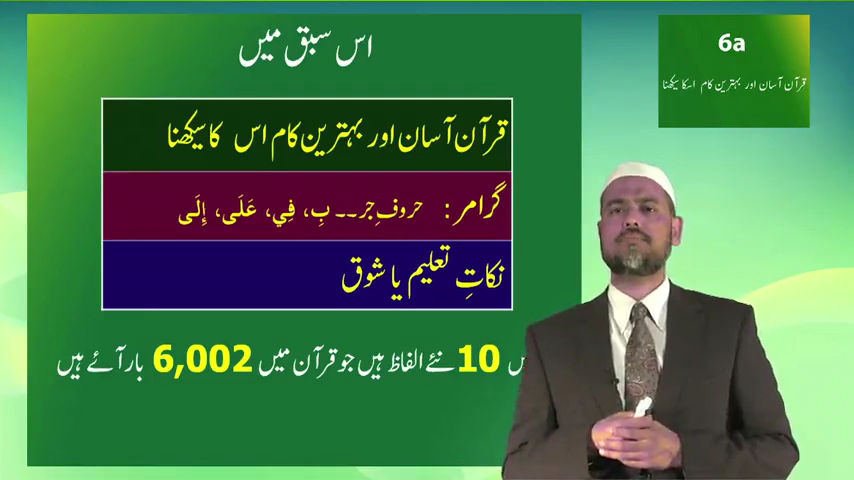 اس سبق میں
قرآن آسان اور بہترین کام اس کا سیکھنا
گرامر : حروفِ جر -- بِ، فِي، عَلَى، إِلَى
نکاتِ تعلیم یا شوق
10 نئے الفاظ ہیں جو قرآن میں 6,002 بار آئے ہیں
6a
قرآن آسان اور بہترین کام اسکا سیکھنا